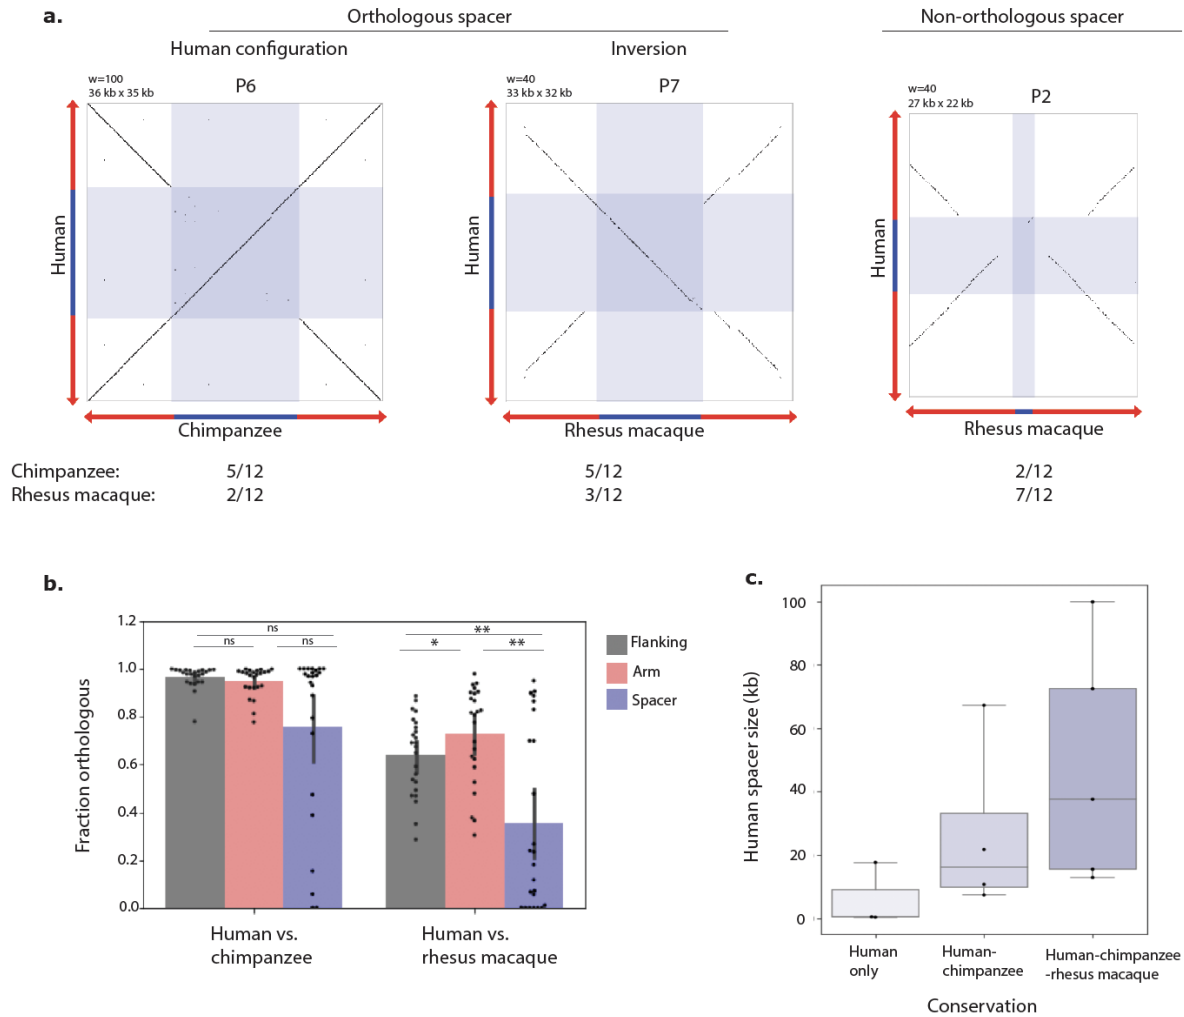 a.
Orthologous spacer
Non-orthologous spacer
Human configuration
Inversion
w=100
36 kb x 35 kb
P6
w=40
33 kb x 32 kb
P7
w=40
27 kb x 22 kb
P2
Human
Human
Human
Chimpanzee
Rhesus macaque
Rhesus macaque
Chimpanzee: 5/12 5/12 2/12
Rhesus macaque: 2/12 3/12 7/12
b.
Fraction orthologous
1.2
1.0
0.8
0.6
0.4
0.2
0.0
ns
ns
ns
**
*
**
Flanking
Arm
Spacer
Human vs.
chimpanzee
Human vs.
rhesus macaque
c.
Human spacer size (kb)
100
80
60
40
20
0
Human
only
Human-
chimpanzee
Human-chimpanzee
-rhesus macaque
Conservation